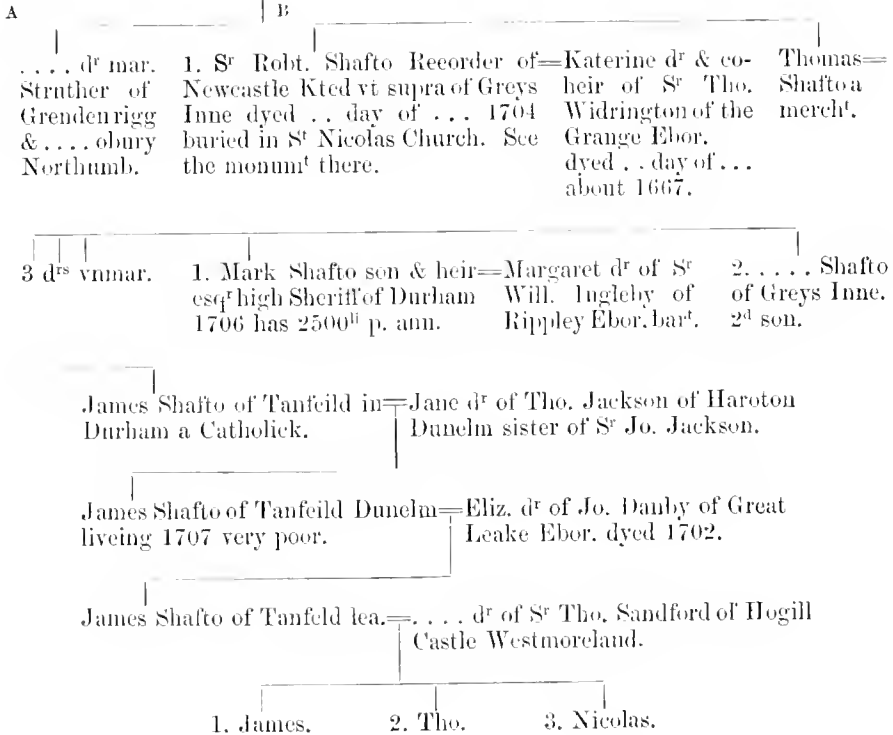 A
B
. . . . dʳ mar.
Struther of
Grendenrigg
& . . . . obury
Northumb.
1. Sʳ Robt. Shafto Recorder of
Newcastle Kted vt supra of Greys
Inne dyed . . day of . . . 1704
buried in Sᵗ Nicolas Church. See
the monumᵗ there.
=Katerine dʳ & co-
heir of Sʳ Tho.
Widrington of the
Grange Ebor.
dyed . . day of . . .
about 1667.
Thomas=
Shafto a
merchᵗ.
3 dʳˢ vnmar.
1. Mark Shafto son & heir
esqʳ high Sheriff of Durham
1706 has 2500ˡⁱ p. ann.
=Margaret dʳ of Sʳ
Will. Ingleby of
Rippley Ebor. barᵗ.
2. . . . . Shafto
of Greys Inne.
2ᵈ son.
James Shafto of Tanfeild in=Jane dʳ of Tho. Jackson of Haroton
Durham a Catholick. Dunelm sister of Sʳ Jo. Jackson.
James Shafto of Tanfeild Dunelm=Eliz. dʳ of Jo. Danby of Great
liveing 1707 very poor. Leake Ebor. dyed 1702.
James Shafto of Tanfeld lea.=. . . . dʳ of Sʳ Tho. Sandford of Hogill
Castle Westmoreland.
1. James. 2. Tho. 3. Nicolas.